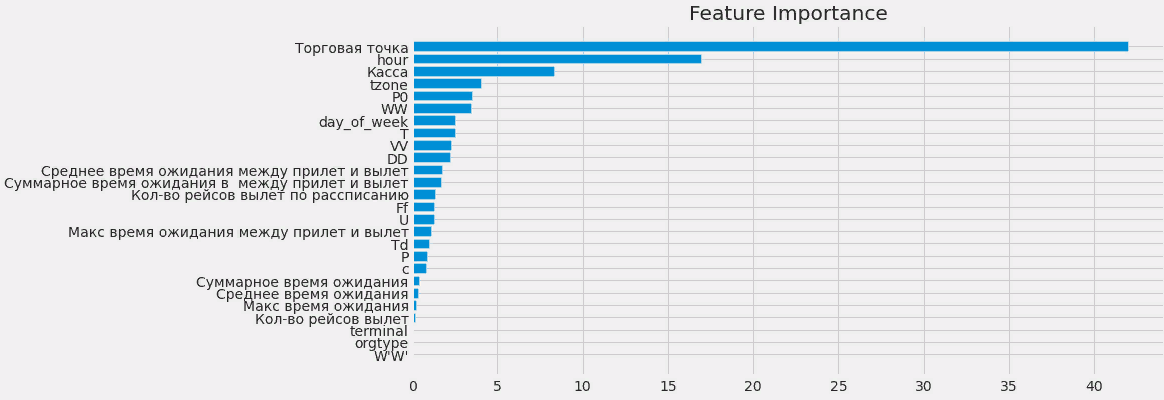 Feature Importance
Торговая точка
hour
Касса
tzone
P0
WW
day_of_week
T
VV
DD
Среднее время ожидания между прилет и вылет
Суммарное время ожидания в  между прилет и вылет
Кол-во рейсов вылет по рассписанию
Ff
U
Макс время ожидания между прилет и вылет
Td
P
c
Суммарное время ожидания
Среднее время ожидания
Макс время ожидания
Кол-во рейсов вылет
terminal
orgtype
W'W'
0 5 10 15 20 25 30 35 40